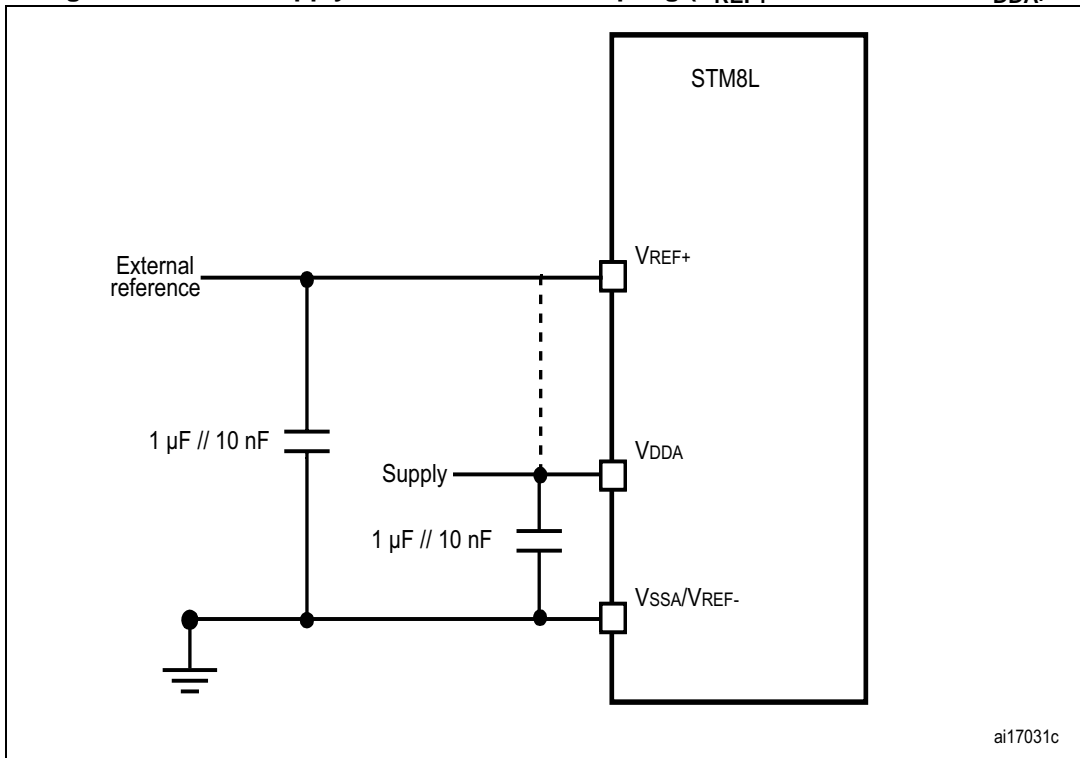 STM8L
VREF+
External
reference
1 µF // 10 nF
VDDA
Supply
1 µF // 10 nF
VSSA/VREF-
ai17031c